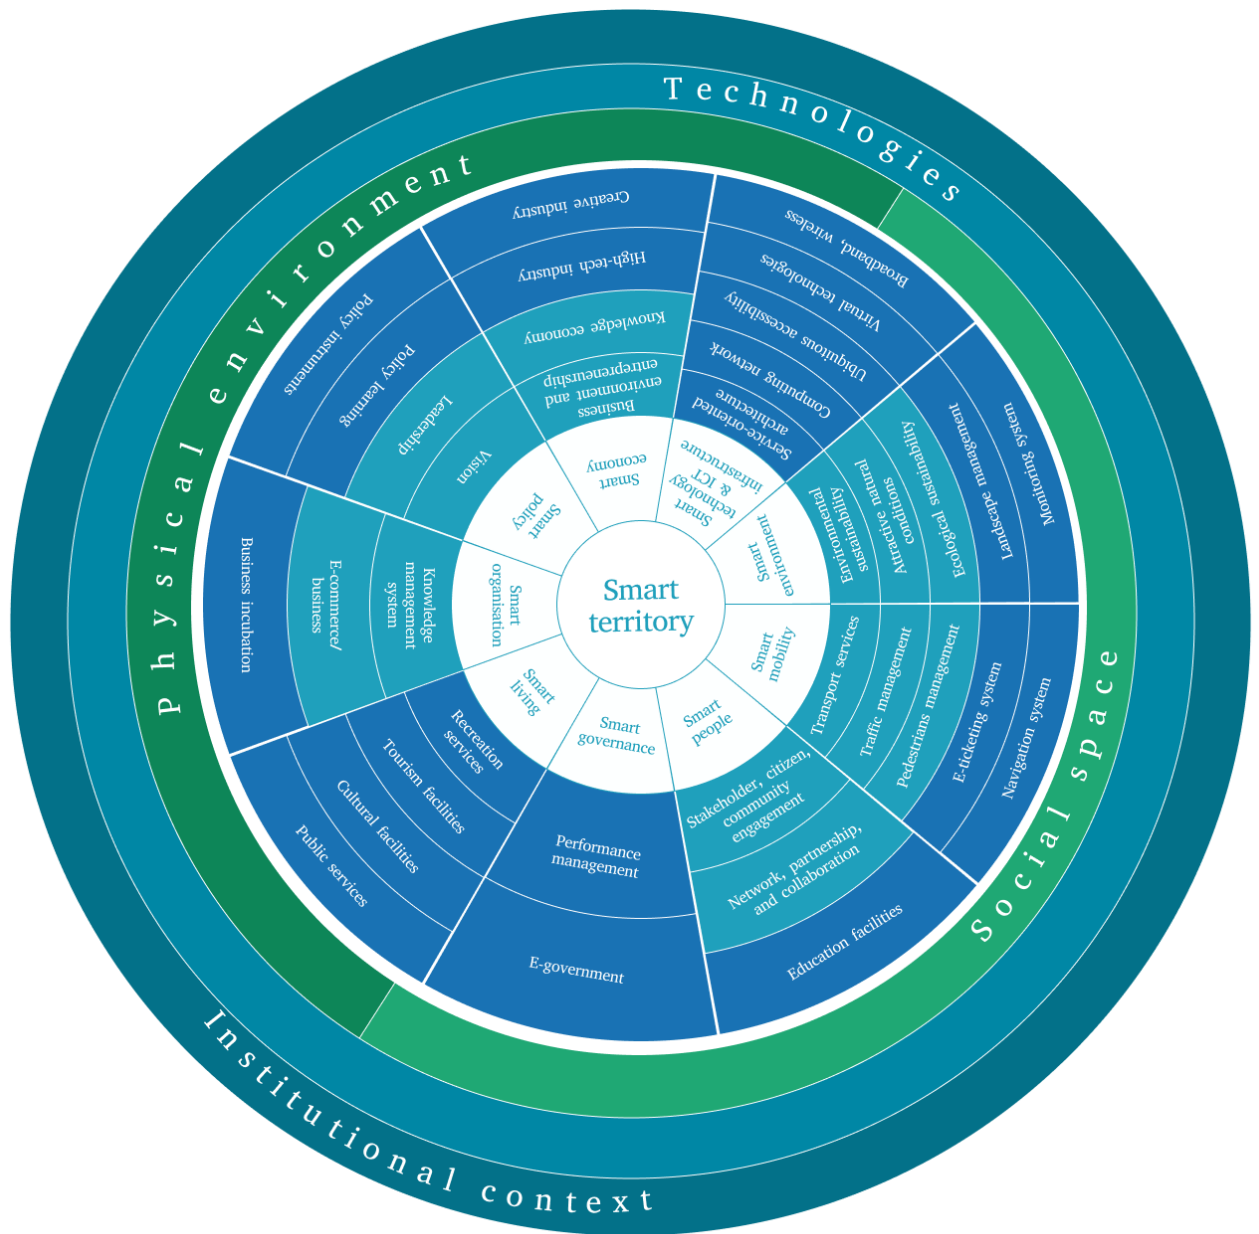 Technologies
Physical environment
Social space
Institutional context
Smart
territory
Smart
economy
Business
environment and
entrepreneurship
Knowledge economy
High-tech industry
Creative industry
Smart
technology
& ICT
infrastructure
Service-oriented
architecture
Computing network
Ubiquitous accessibility
Virtual technologies
Broadband, wireless
Smart
environment
Environmental
sustainability
Attractive natural
conditions
Ecological sustainability
Landscape management
Monitoring system
Smart
mobility
Transport services
Traffic management
Pedestrians management
E-ticketing system
Navigation system
Smart
people
Stakeholder, citizen,
community
engagement
Network, partnership,
and collaboration
Education facilities
Smart
governance
Performance
management
E-government
Smart
living
Recreation
services
Tourism facilities
Cultural facilities
Public services
Smart
organisation
Knowledge
management
system
E-commerce/
business
Business incubation
Smart
policy
Vision
Leadership
Policy learning
Policy instruments